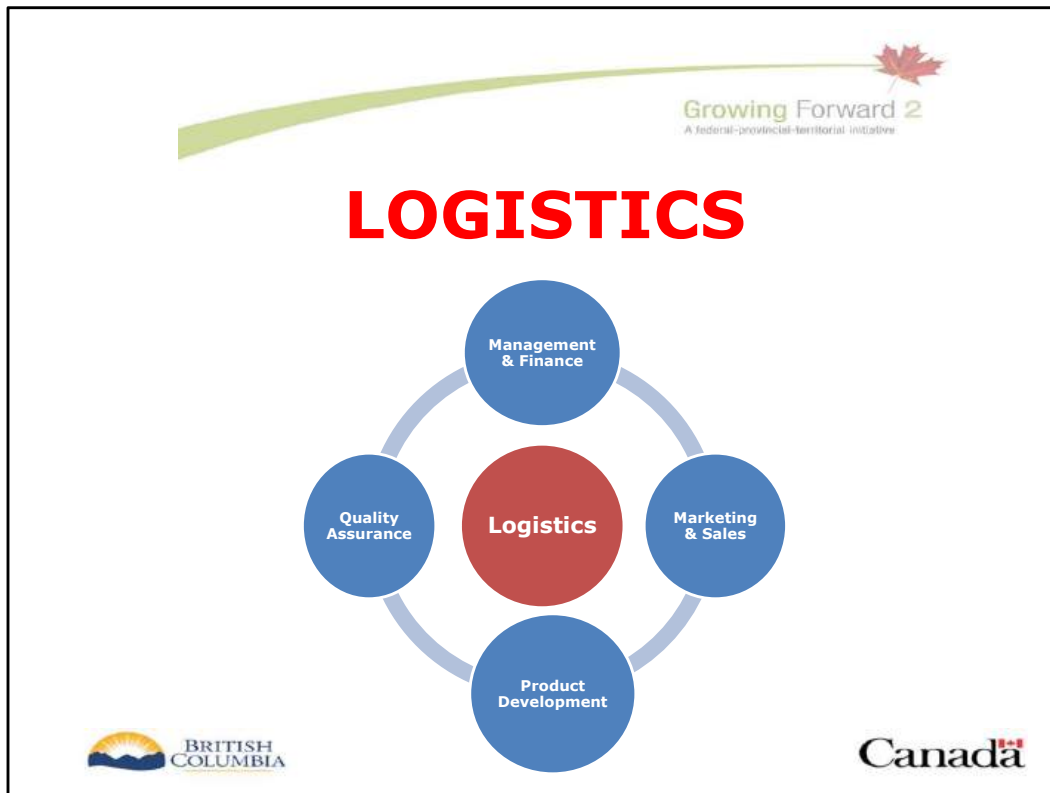 Growing Forward 2
A federal-provincial-territorial initiative
LOGISTICS
Management
& Finance
Quality
Assurance
Logistics
Marketing
& Sales
Product
Development
BRITISH
COLUMBIA
Canada